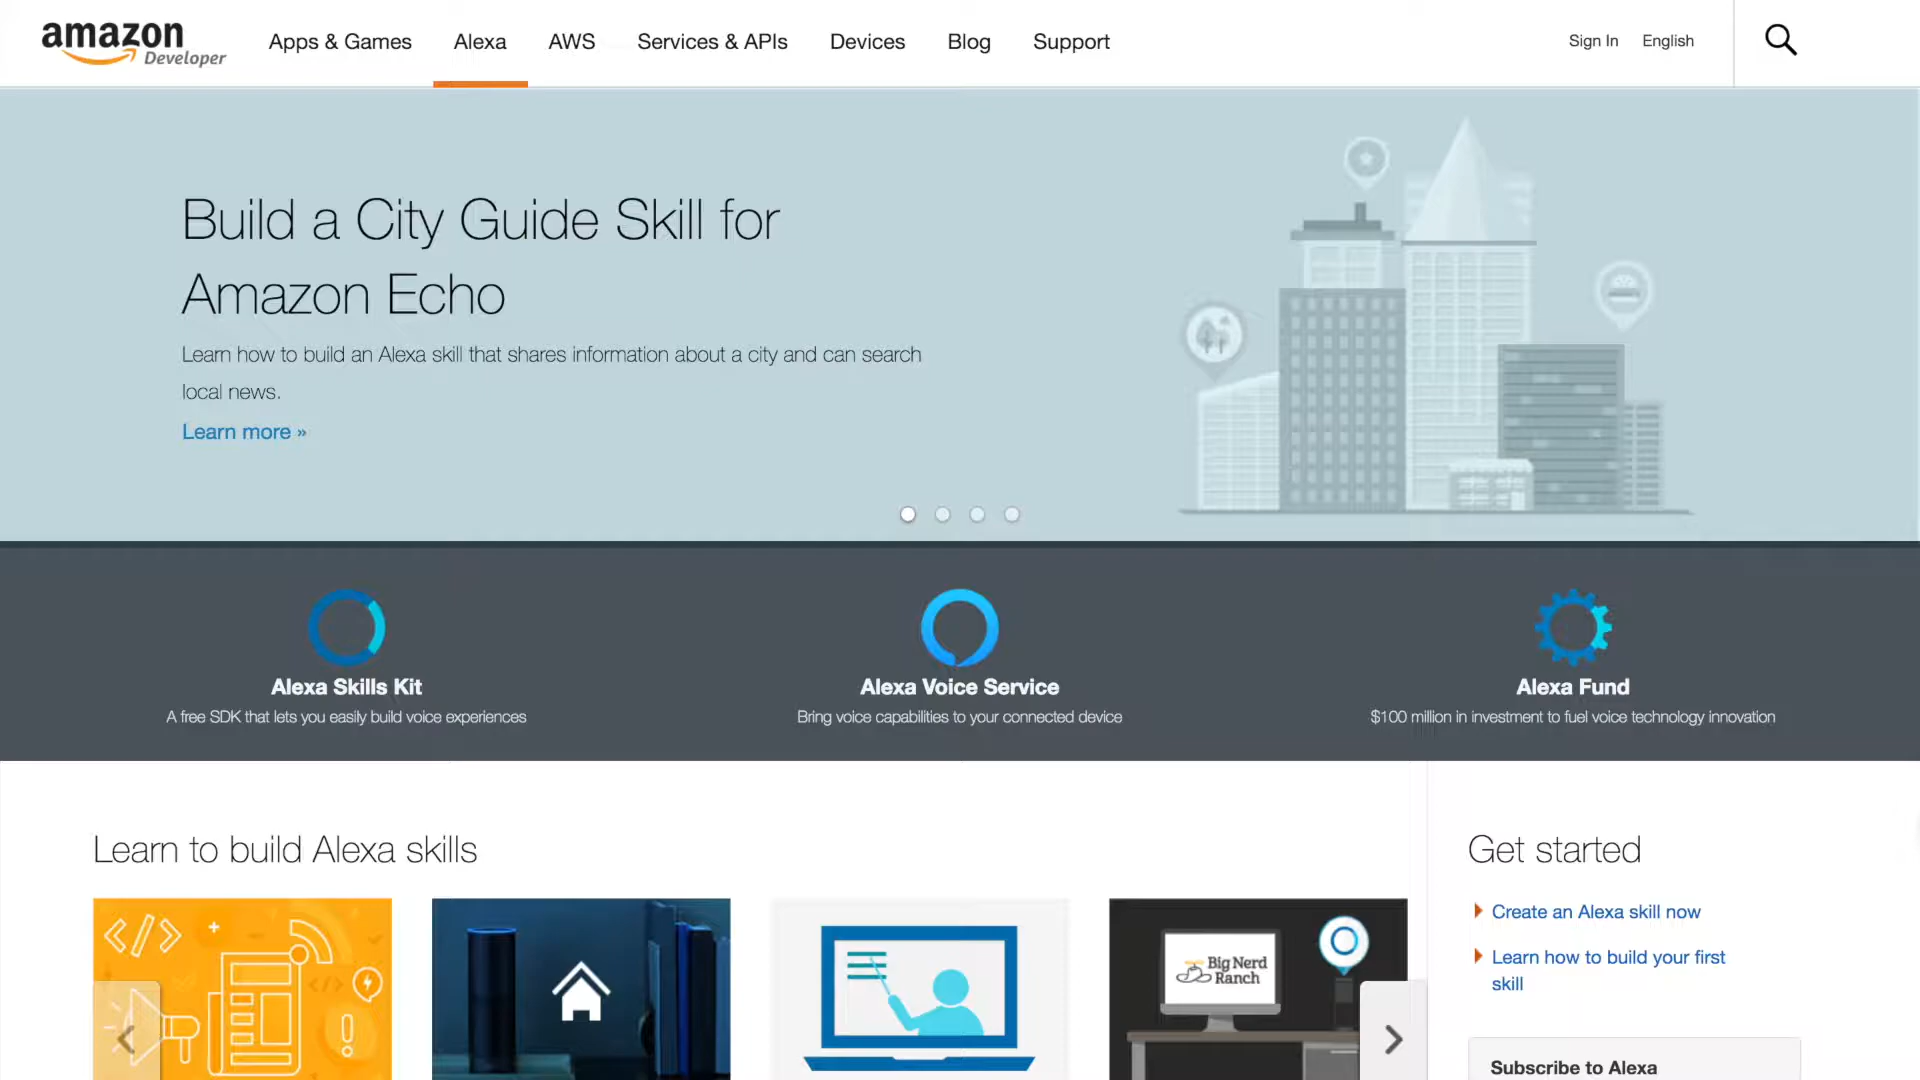 amazon
Developer
Apps & Games
Alexa
AWS
Services & APIs
Devices
Blog
Support
Sign In
English
Build a City Guide Skill for
Amazon Echo
Learn how to build an Alexa skill that shares information about a city and can search
local news.
Learn more »
Alexa Skills Kit
A free SDK that lets you easily build voice experiences
Alexa Voice Service
Bring voice capabilities to your connected device
Alexa Fund
$100 million in investment to fuel voice technology innovation
Learn to build Alexa skills
Big Nerd
Ranch
Get started
Create an Alexa skill now
Learn how to build your first
skill
Subscribe to Alexa